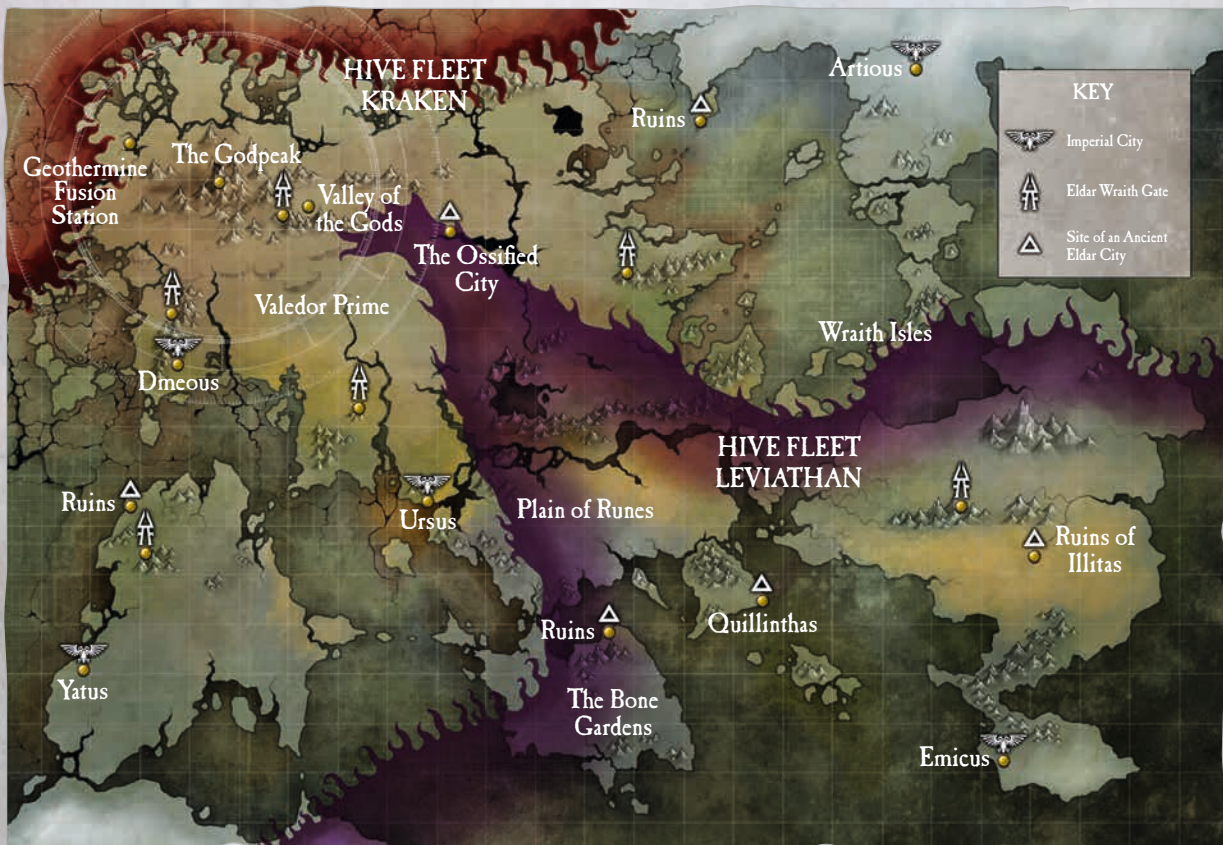 HIVE FLEET
KRAKEN
Artious
KEY
Imperial City
Eldar Wraith Gate
Site of an Ancient
Eldar City
Ruins
Geothermine
Fusion
Station
The Godpeak
Valley of
the Gods
The Ossified
City
Valedor Prime
Wraith Isles
Dmeous
HIVE FLEET
LEVIATHAN
Ruins
Ursus
Plain of Runes
Ruins of
Illitas
Quillinthas
Ruins
Yatus
The Bone
Gardens
Emicus